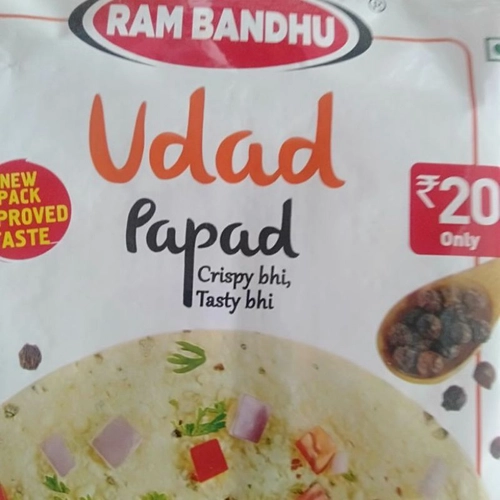 RAM BANDHU
®
Udad
Papad
Crispy bhi,
Tasty bhi
NEW
PACK
PROVED
TASTE
₹20
Only